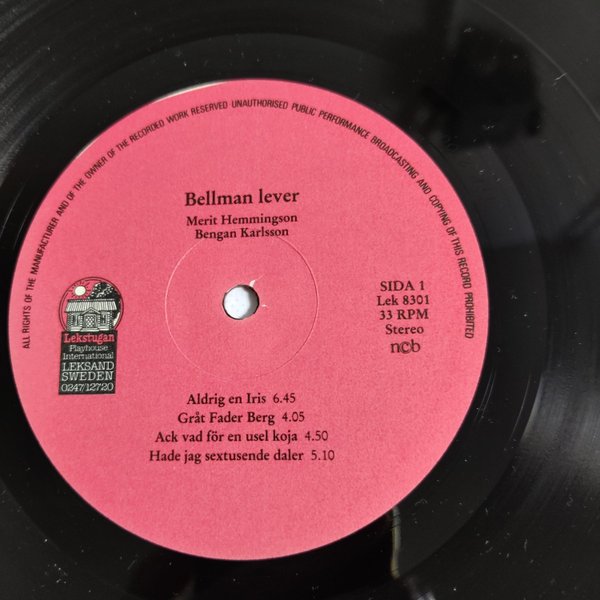 ALL RIGHTS OF THE MANUFACTURER AND OF THE OWNER OF THE RECORDED WORK RESERVED UNAUTHORISED PUBLIC PERFORMANCE BROADCASTING AND COPYING OF THIS RECORD PROHIBITED
Bellman lever
Merit Hemmingson
Bengan Karlsson
SIDA 1
Lek 8301
33 RPM
Stereo
ncb
Lekstugan
Playhouse
International
LEKSAND
SWEDEN
0247/12720
Aldrig en Iris 6.45
Gråt Fader Berg 4.05
Ack vad för en usel koja 4.50
Hade jag sextusende daler 5.10